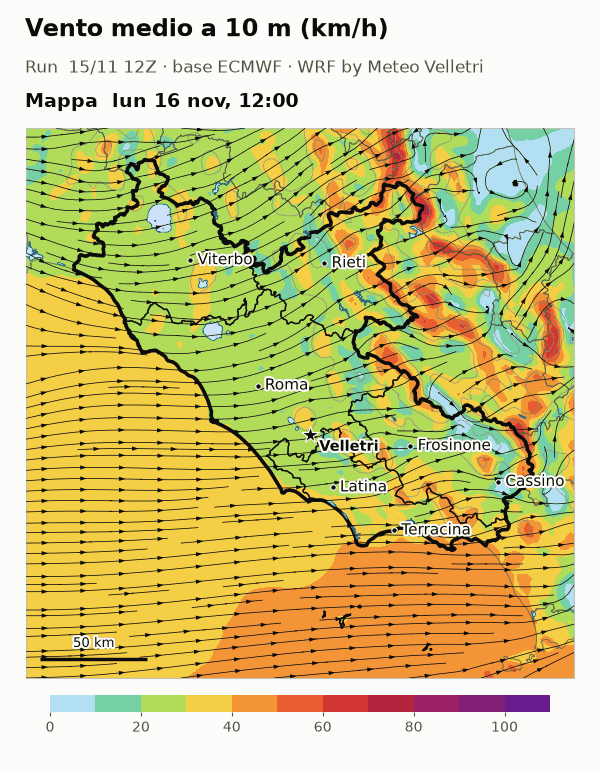 Vento medio a 10 m (km/h)
Run 15/11 12Z · base ECMWF · WRF by Meteo Velletri
Mappa lun 16 nov, 12:00
Viterbo
Rieti
Roma
Velletri
Frosinone
Latina
Cassino
Terracina
50 km
0 20 40 60 80 100